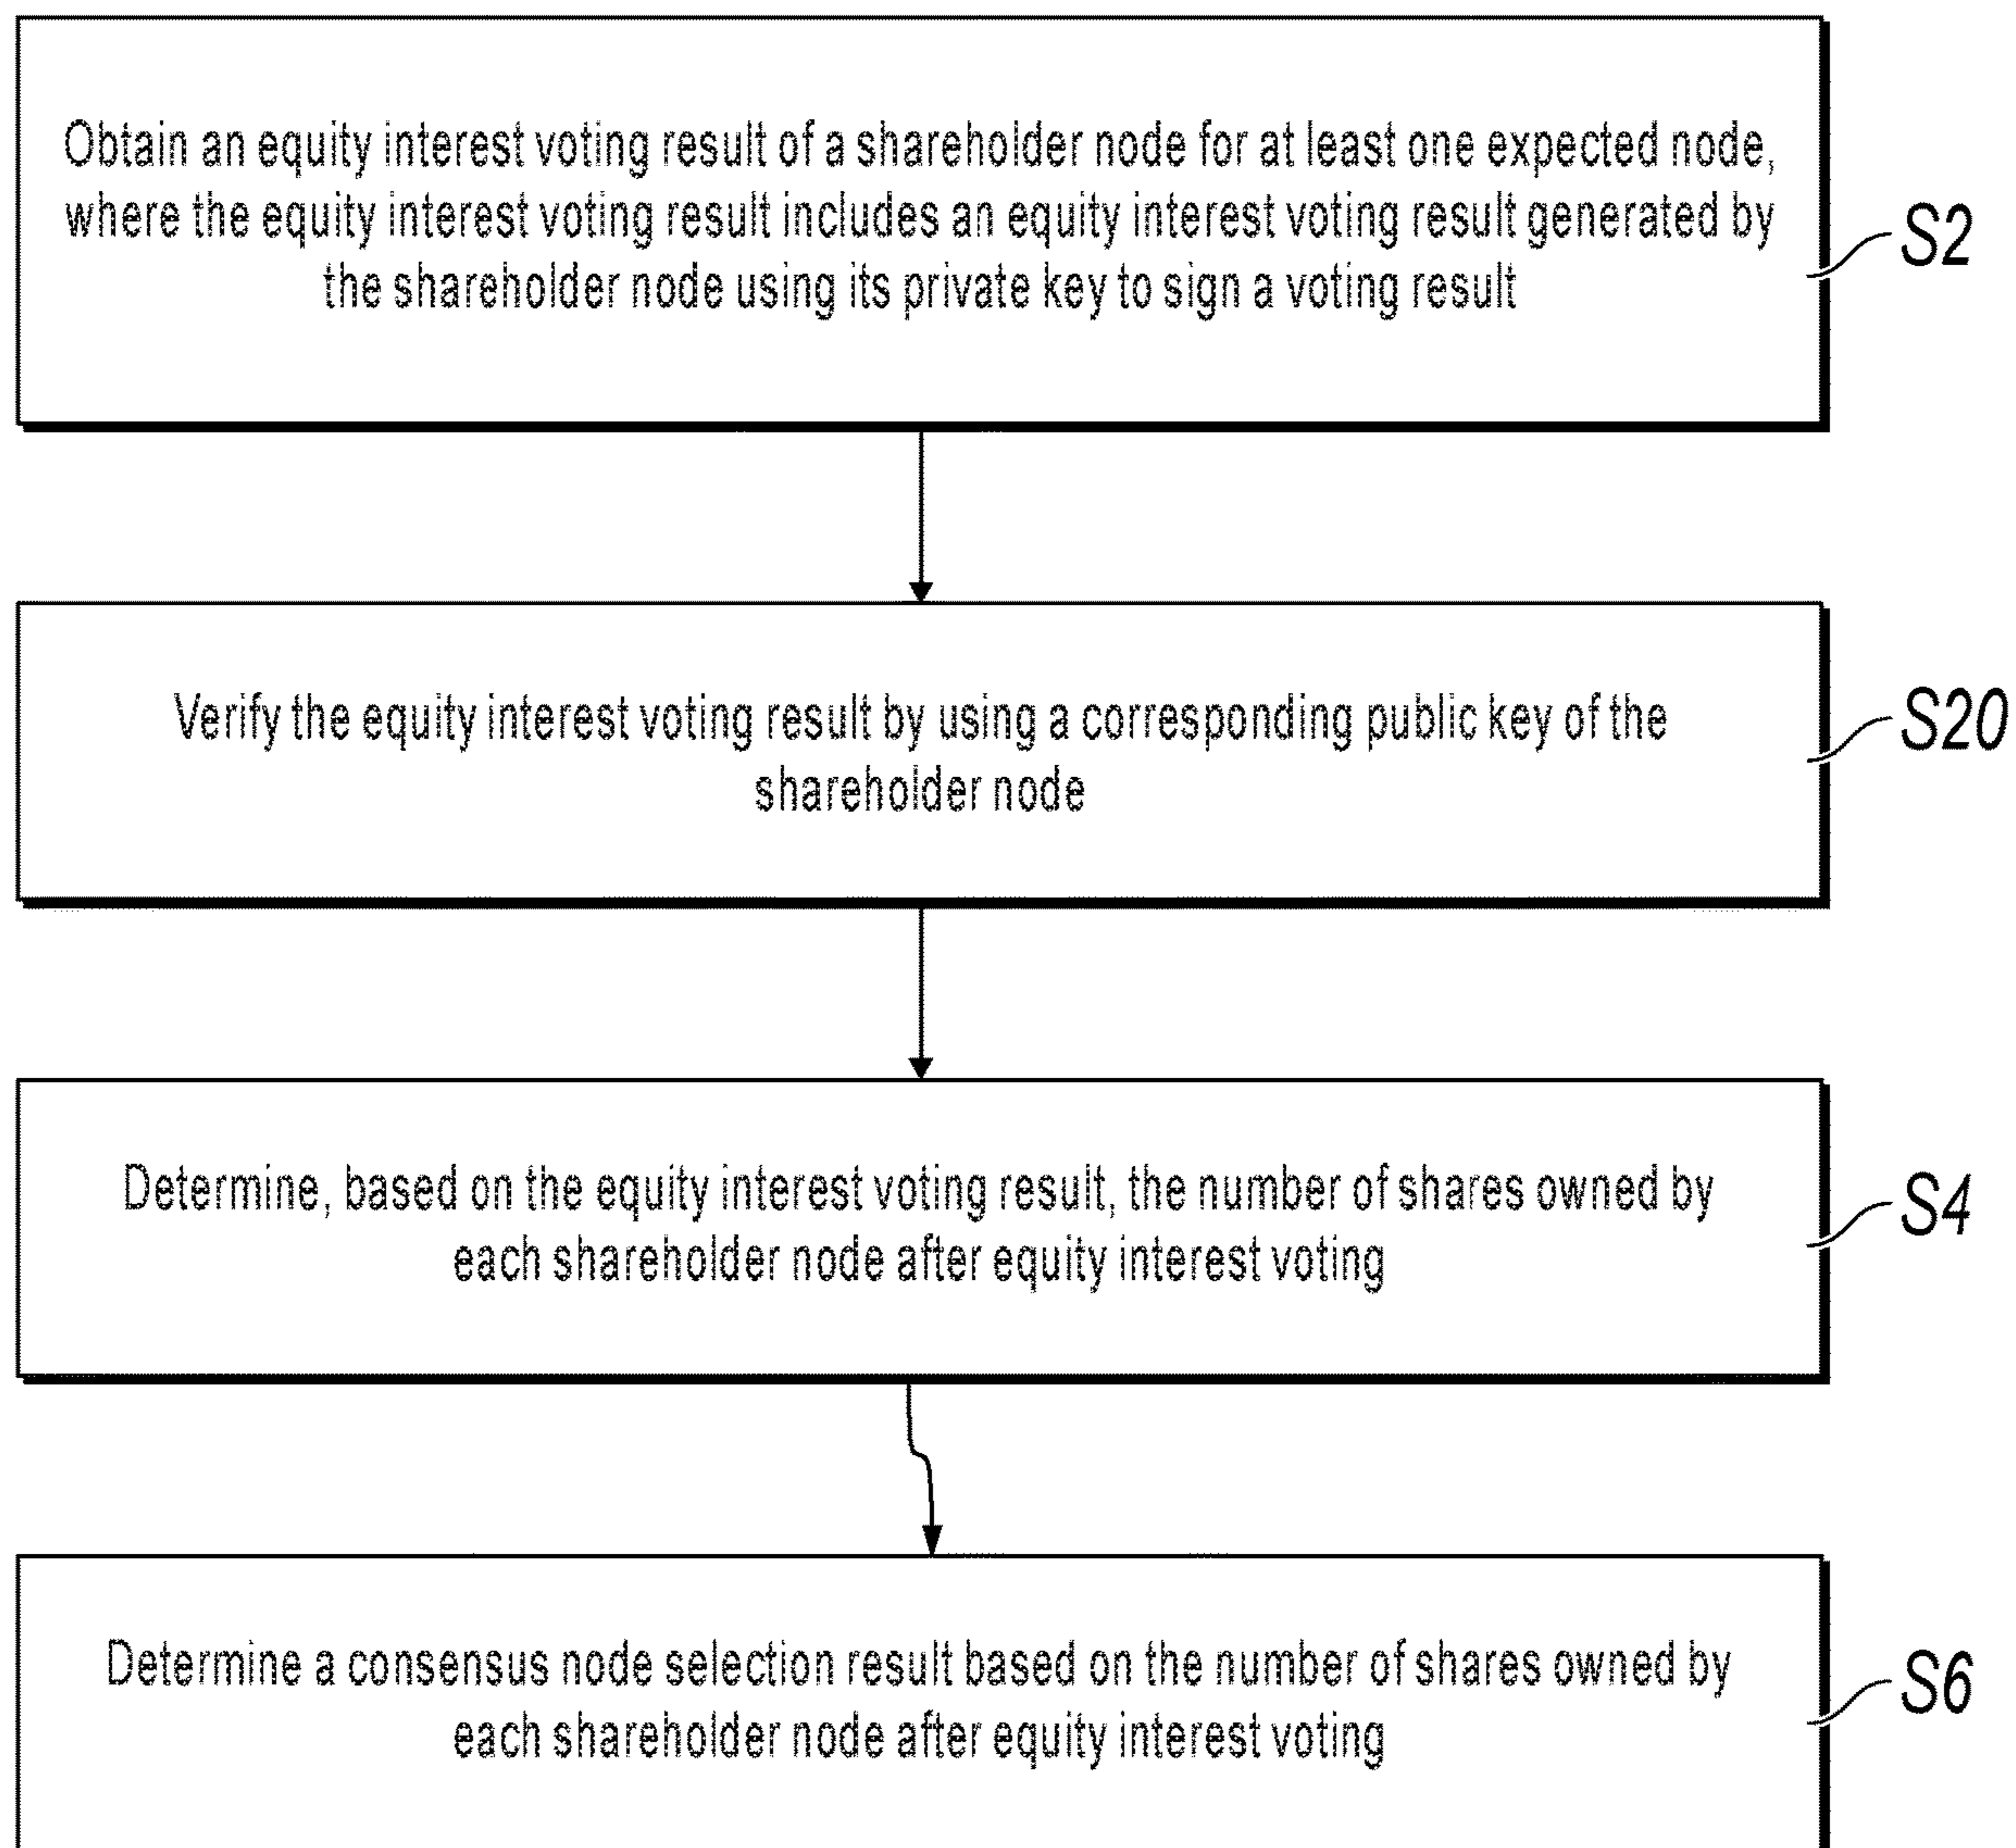 Obtain an equity interest voting result of a shareholder node for at least one expected node,
where the equity interest voting result includes an equity interest voting result generated by
the shareholder node using its private key to sign a voting result
S2
Verify the equity interest voting result by using a corresponding public key of the
shareholder node
S20
Determine, based on the equity interest voting result, the number of shares owned by
each shareholder node after equity interest voting
S4
Determine a consensus node selection result based on the number of shares owned by
each shareholder node after equity interest voting
S6